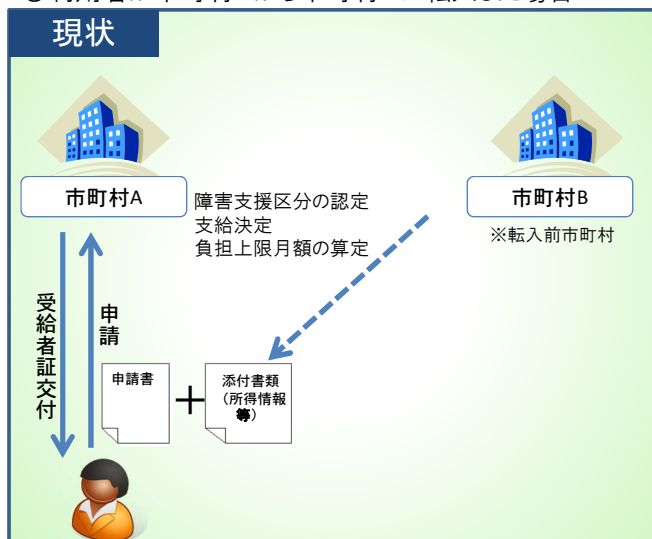 現状
市町村A
市町村B
※転入前市町村
障害支援区分の認定
支給決定
負担上限月額の算定
受給者証交付
申請
申請書
＋
添付書類
（所得情報
等）